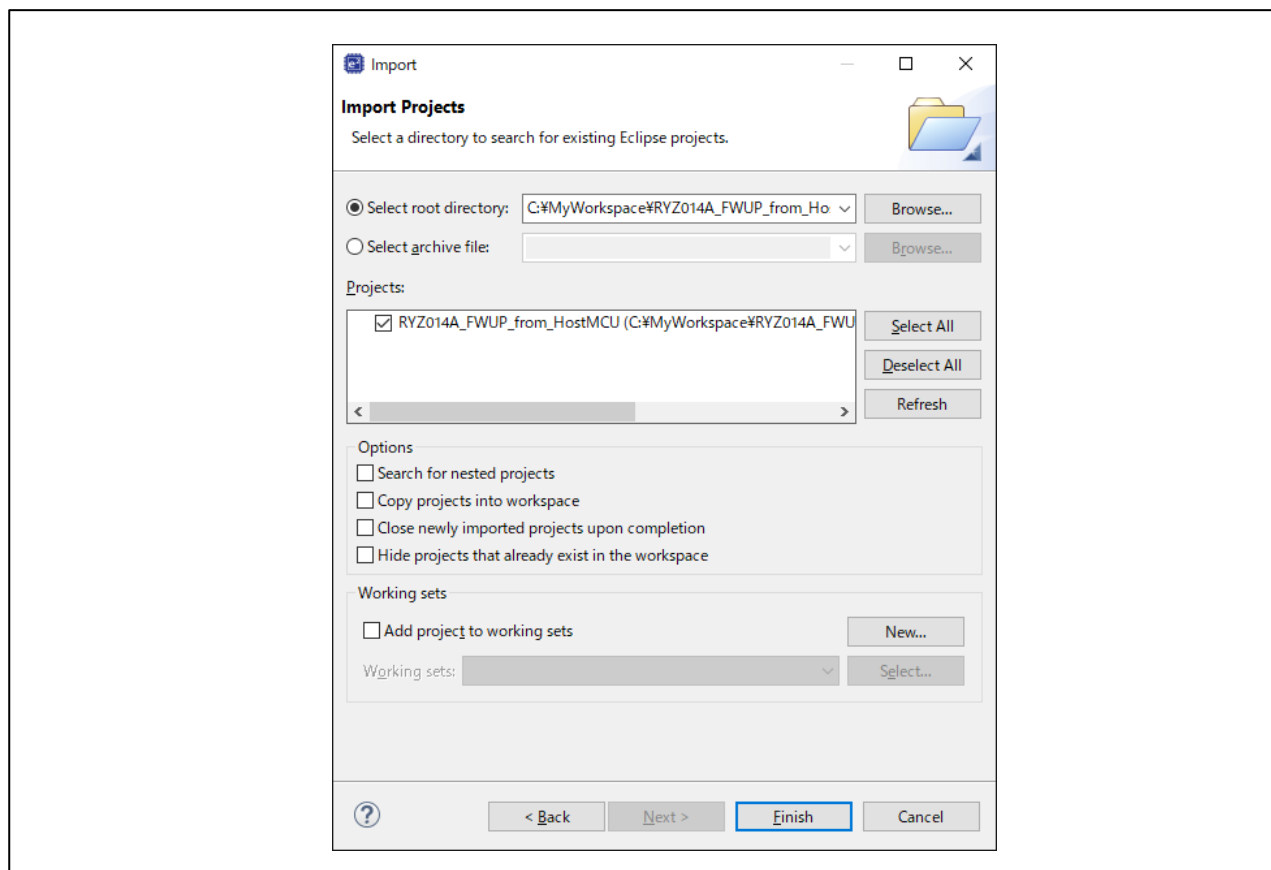 Import
Import Projects
Select a directory to search for existing Eclipse projects.
Select root directory: C:¥MyWorkspace¥RYZ014A_FWUP_from_Ho Browse...
Select archive file: Browse...
Projects:
RYZ014A_FWUP_from_HostMCU (C:¥MyWorkspace¥RYZ014A_FWU
Select All
Deselect All
Refresh
Options
Search for nested projects
Copy projects into workspace
Close newly imported projects upon completion
Hide projects that already exist in the workspace
Working sets
Add project to working sets New...
Working sets: Select...
? < Back Next > Finish Cancel